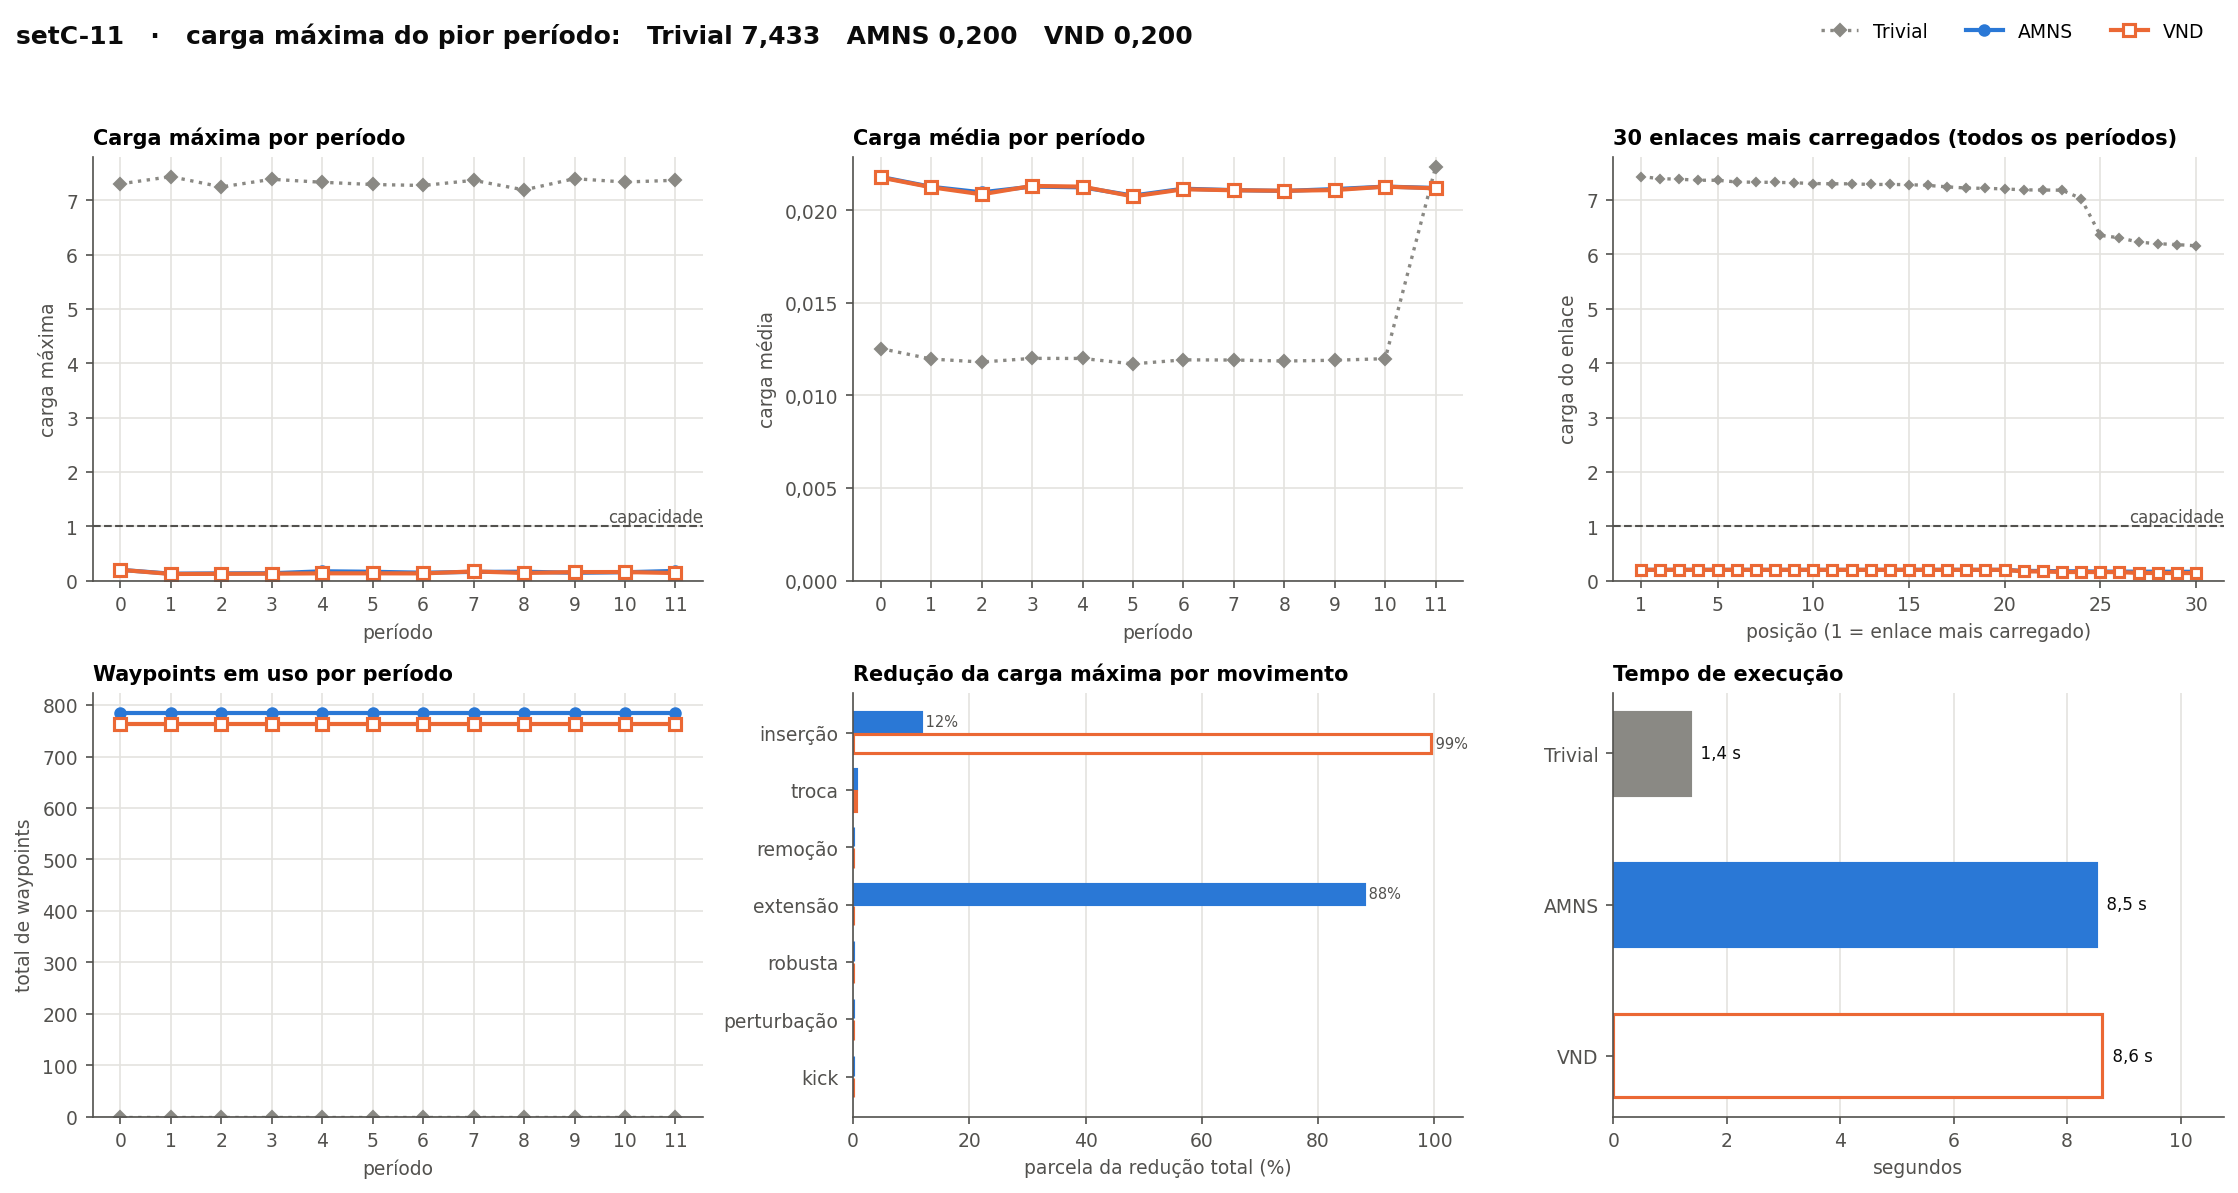 setC-11 · carga máxima do pior período: Trivial 7,433 AMNS 0,200 VND 0,200
Trivial AMNS VND
Carga máxima por período
carga máxima
7
6
5
4
3
2
1
0
capacidade
0 1 2 3 4 5 6 7 8 9 10 11
período
Carga média por período
carga média
0,020
0,015
0,010
0,005
0,000
0 1 2 3 4 5 6 7 8 9 10 11
período
30 enlaces mais carregados (todos os períodos)
carga do enlace
7
6
5
4
3
2
1
0
capacidade
1 5 10 15 20 25 30
posição (1 = enlace mais carregado)
Waypoints em uso por período
total de waypoints
800
700
600
500
400
300
200
100
0
0 1 2 3 4 5 6 7 8 9 10 11
período
Redução da carga máxima por movimento
inserção
12%
99%
troca
remoção
extensão
88%
robusta
perturbação
kick
0 20 40 60 80 100
parcela da redução total (%)
Tempo de execução
Trivial
1,4 s
AMNS
8,5 s
VND
8,6 s
0 2 4 6 8 10
segundos